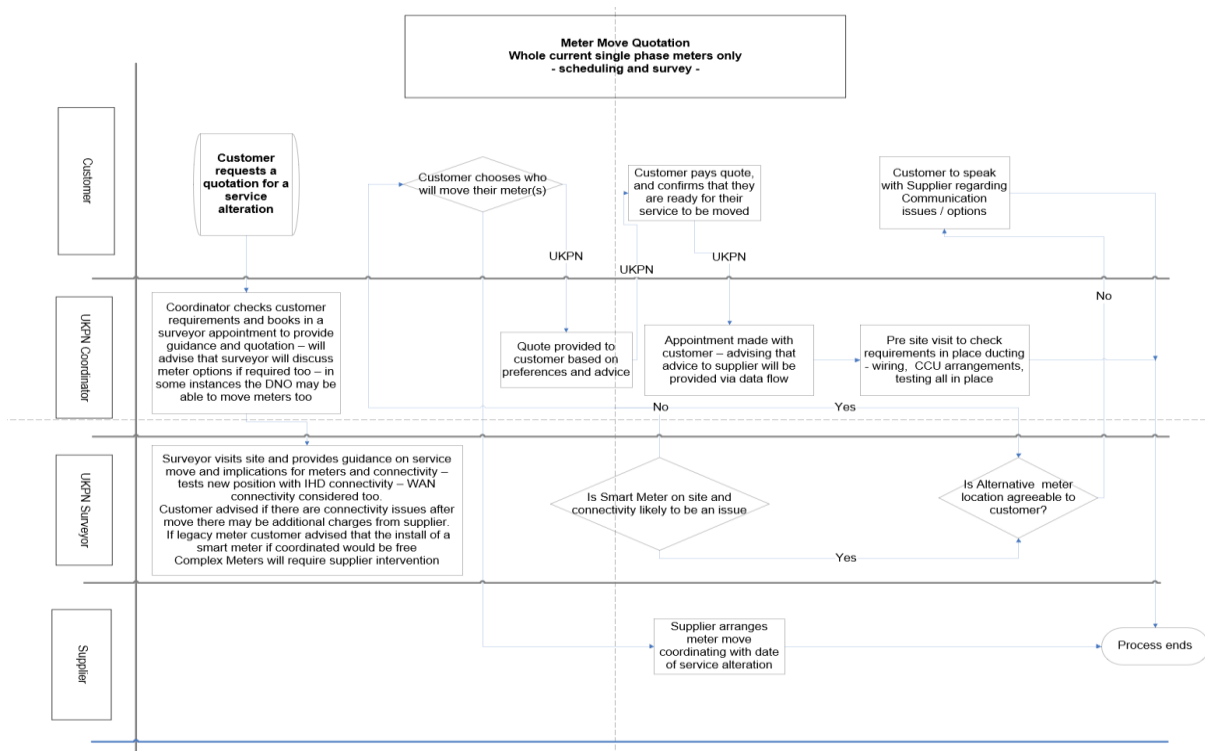 Meter Move Quotation
Whole current single phase meters only
- scheduling and survey -
Customer
Customer
requests a
quotation for a
service
alteration
Customer chooses who
will move their meter(s)
Customer pays quote,
and confirms that they
are ready for their
service to be moved
Customer to speak
with Supplier regarding
Communication
issues / options
UKPN
UKPN
UKPN
No
UKPN Coordinator
Coordinator checks customer
requirements and books in a
surveyor appointment to provide
guidance and quotation – will
advise that surveyor will discuss
meter options if required too – in
some instances the DNO may be
able to move meters too
Quote provided to
customer based on
preferences and advice
Appointment made with
customer – advising that
advice to supplier will be
provided via data flow
Pre site visit to check
requirements in place ducting
- wiring, CCU arrangements,
testing all in place
No
Yes
UKPN Surveyor
Surveyor visits site and provides guidance on service
move and implications for meters and connectivity –
tests new position with IHD connectivity – WAN
connectivity considered too.
Customer advised if there are connectivity issues after
move there may be additional charges from supplier.
If legacy meter customer advised that the install of a
smart meter if coordinated would be free
Complex Meters will require supplier intervention
Is Smart Meter on site and
connectivity likely to be an issue
Is Alternative meter
location agreeable to
customer?
Yes
Supplier
Supplier arranges
meter move
coordinating with date
of service alteration
Process ends